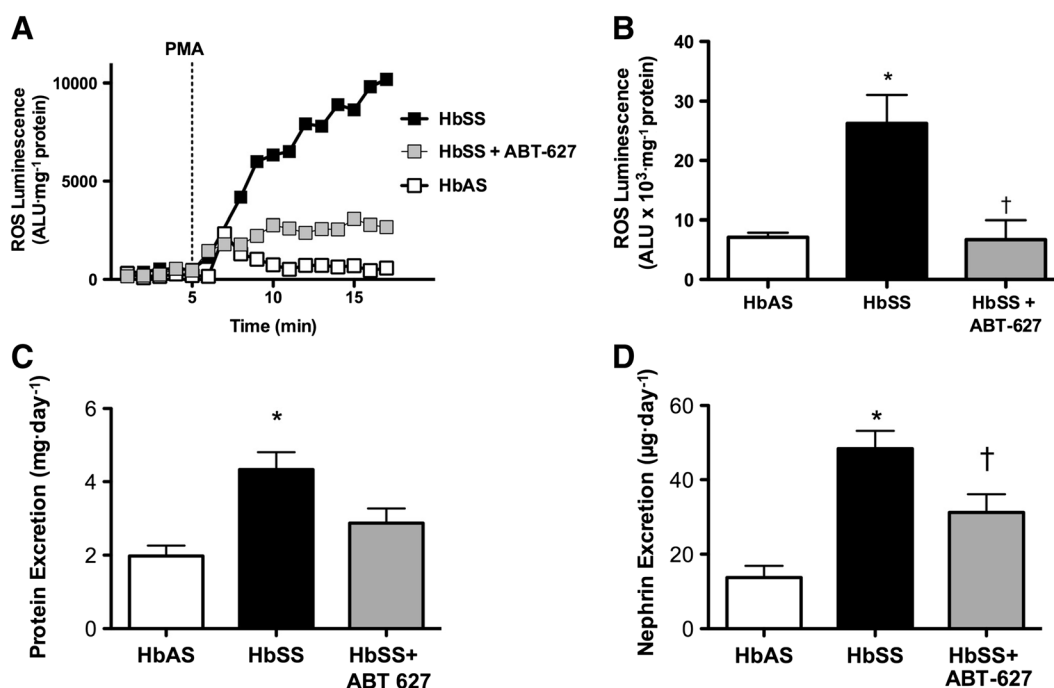 A
PMA
ROS Luminescence
(ALU·mg⁻¹ protein)
10000
5000
0
5
10
15
Time (min)
HbSS
HbSS + ABT-627
HbAS
B
ROS Luminescence
(ALU x 10³·mg⁻¹ protein)
40
30
20
10
0
*
†
HbAS
HbSS
HbSS +
ABT-627
C
Protein Excretion (mg·day⁻¹)
6
4
2
0
*
HbAS
HbSS
HbSS+
ABT 627
D
Nephrin Excretion (µg·day⁻¹)
60
40
20
0
*
†
HbAS
HbSS
HbSS+
ABT-627